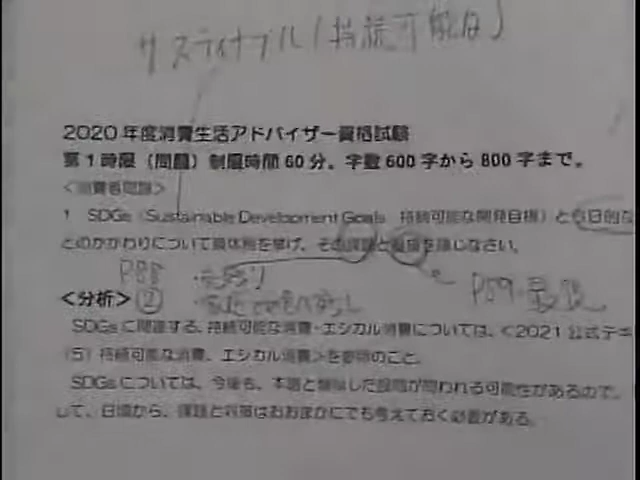 サスティナブル(持続可能な)
2020年度消費生活アドバイザー資格試験
第1時限(問題)制限時間60分、字数600字から800字まで。
<消費者問題>
1 SDGs(Sustainable Development Goals 持続可能な開発目標)と
とのかかわりについて具体例を挙げ、その課題と展望を論じなさい。
P88
P89
<分析>②
SDGsに関連する、持続可能な消費・エシカル消費については、<2021公式テキ
(5)持続可能な消費、エシカル消費>を参照のこと。
SDGsについては、今後も、本題と類似した設問が問われる可能性があるので、
して、日頃から、課題と対策はおおまかにでも考えておく必要がある。